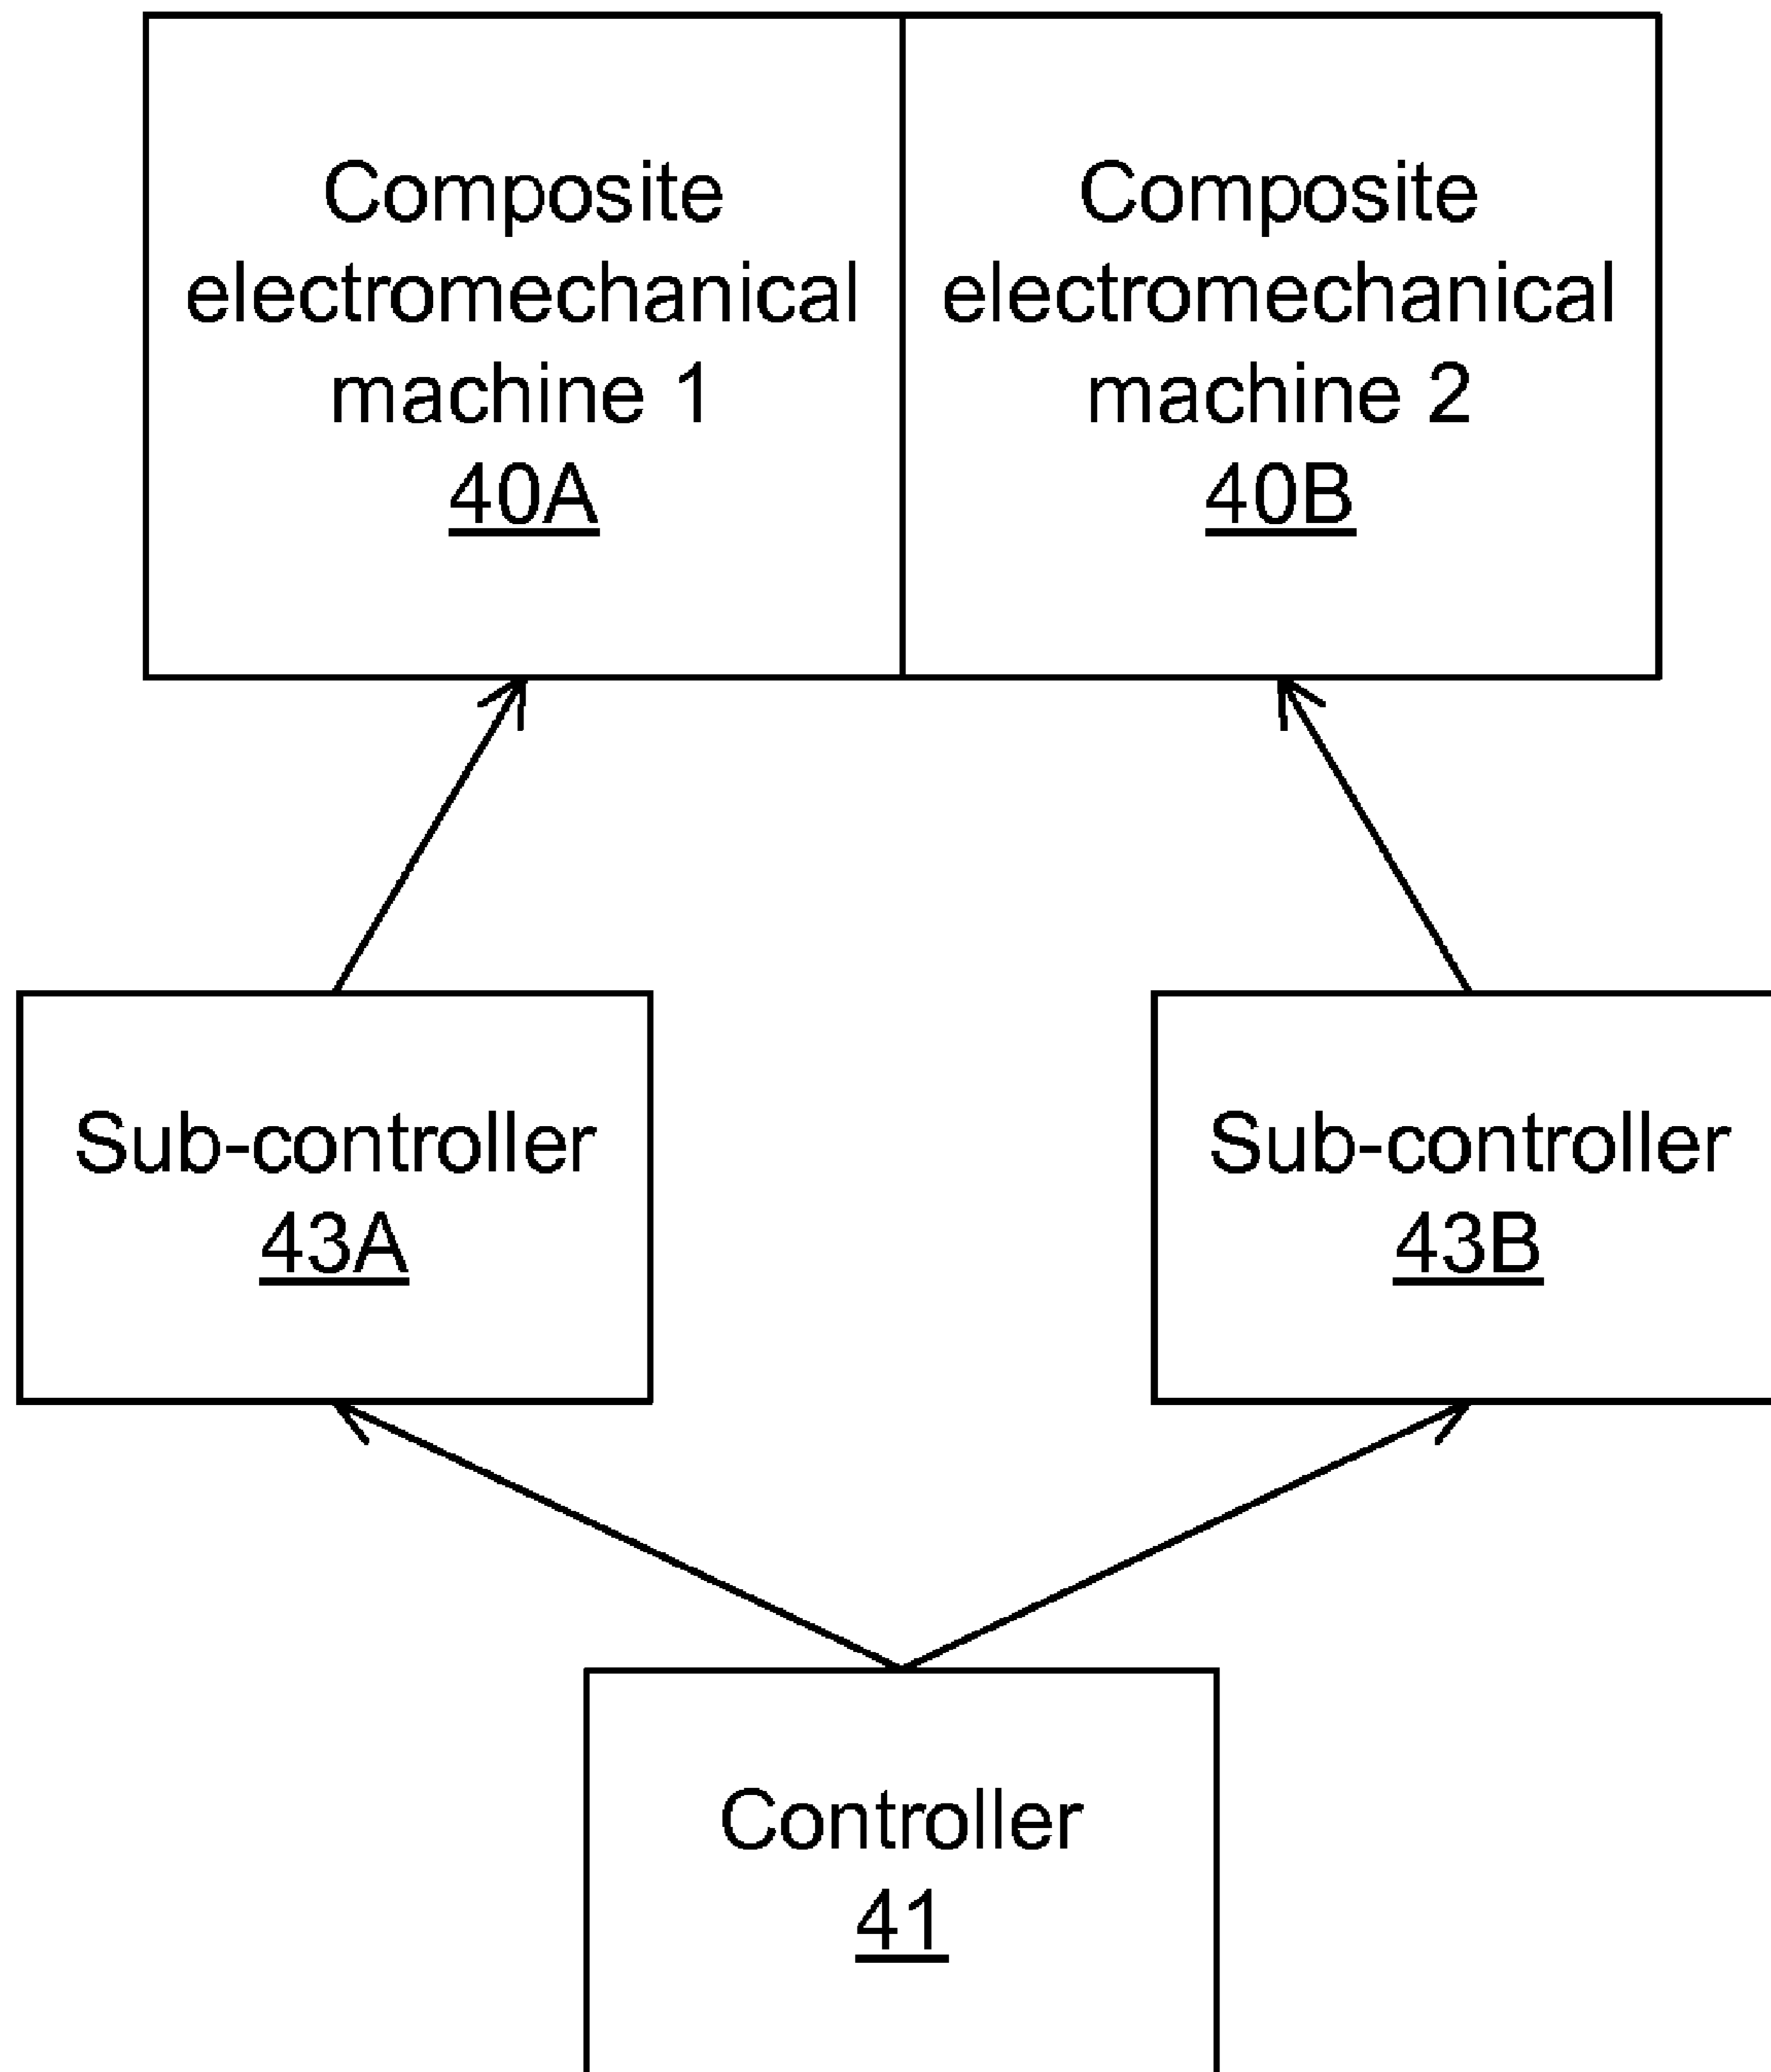 Composite
electromechanical
machine 1
40A
Composite
electromechanical
machine 2
40B
Sub-controller
43A
Sub-controller
43B
Controller
41